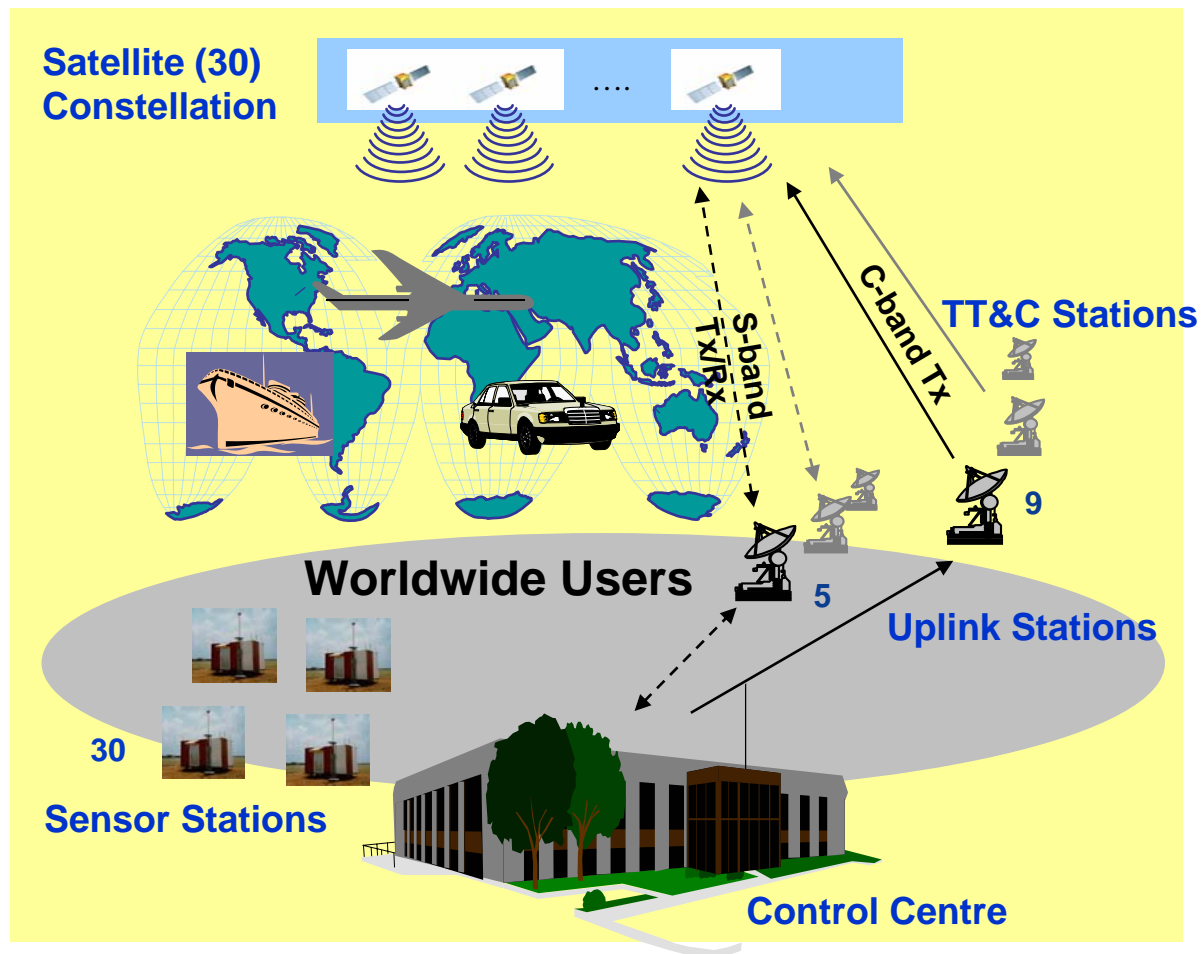 Satellite (30)
Constellation
....
C-band Tx
TT&C Stations
S-band
Tx/Rx
9
Worldwide Users
5
Uplink Stations
30
Sensor Stations
Control Centre